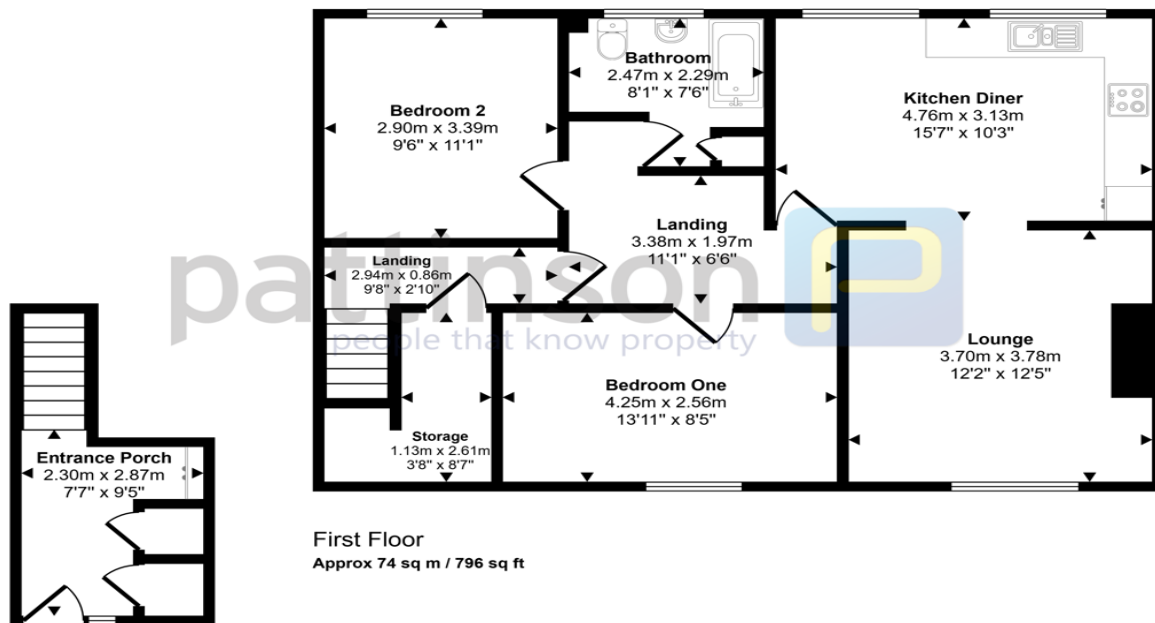 Bedroom 2
2.90m x 3.39m
9'6" x 11'1"
Bathroom
2.47m x 2.29m
8'1" x 7'6"
Kitchen Diner
4.76m x 3.13m
15'7" x 10'3"
Landing
3.38m x 1.97m
11'1" x 6'6"
Landing
2.94m x 0.86m
9'8" x 2'10"
pattinson
people that know property
Lounge
3.70m x 3.78m
12'2" x 12'5"
Bedroom One
4.25m x 2.56m
13'11" x 8'5"
Storage
1.13m x 2.61m
3'8" x 8'7"
Entrance Porch
2.30m x 2.87m
7'7" x 9'5"
First Floor
Approx 74 sq m / 796 sq ft